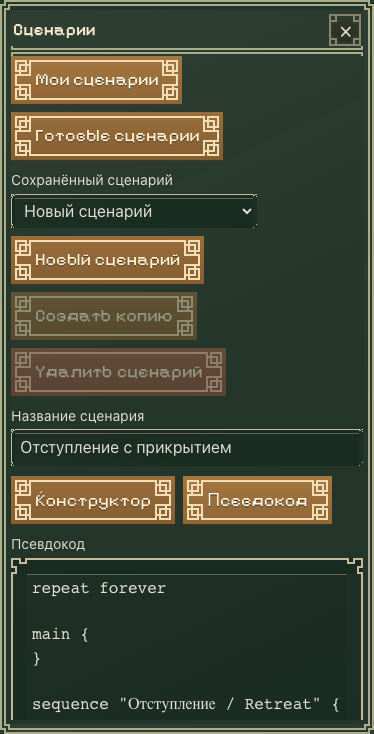 Сценарии
Мои сценарии
Готовые сценарии
Сохранённый сценарий
Новый сценарий
Новый сценарий
Создать копию
Удалить сценарий
Название сценария
Отступление с прикрытием
Конструктор
Псевдокод
Псевдокод
repeat forever
main {
}
sequence "Отступление / Retreat" {